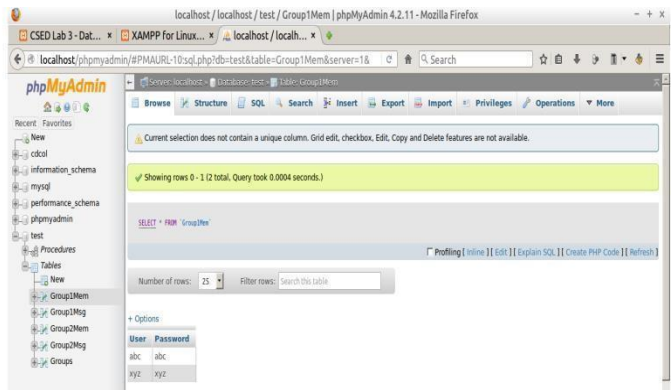 localhost / localhost / test / Group1Mem | phpMyAdmin 4.2.11 - Mozilla Firefox
CSED Lab 3 - Dat... × XAMPP for Linux... × localhost / localh... ×
localhost/phpmyadmin/#PMAURL-10:sql.php?db=test&table=Group1Mem&server=1& Search
phpMyAdmin
Recent Favorites
New
cdcol
information_schema
mysql
performance_schema
phpmyadmin
test
Procedures
Tables
New
Group1Mem
Group1Msg
Group2Mem
Group2Msg
Groups
Server: localhost » Database: test » Table: Group1Mem
Browse Structure SQL Search Insert Export Import Privileges Operations More
Current selection does not contain a unique column. Grid edit, checkbox, Edit, Copy and Delete features are not available.
Showing rows 0 - 1 (2 total, Query took 0.0004 seconds.)
SELECT * FROM `Group1Mem`
Profiling [ Inline ] [ Edit ] [ Explain SQL ] [ Create PHP Code ] [ Refresh ]
Number of rows: 25 Filter rows: Search this table
+ Options
User Password
abc abc
xyz xyz